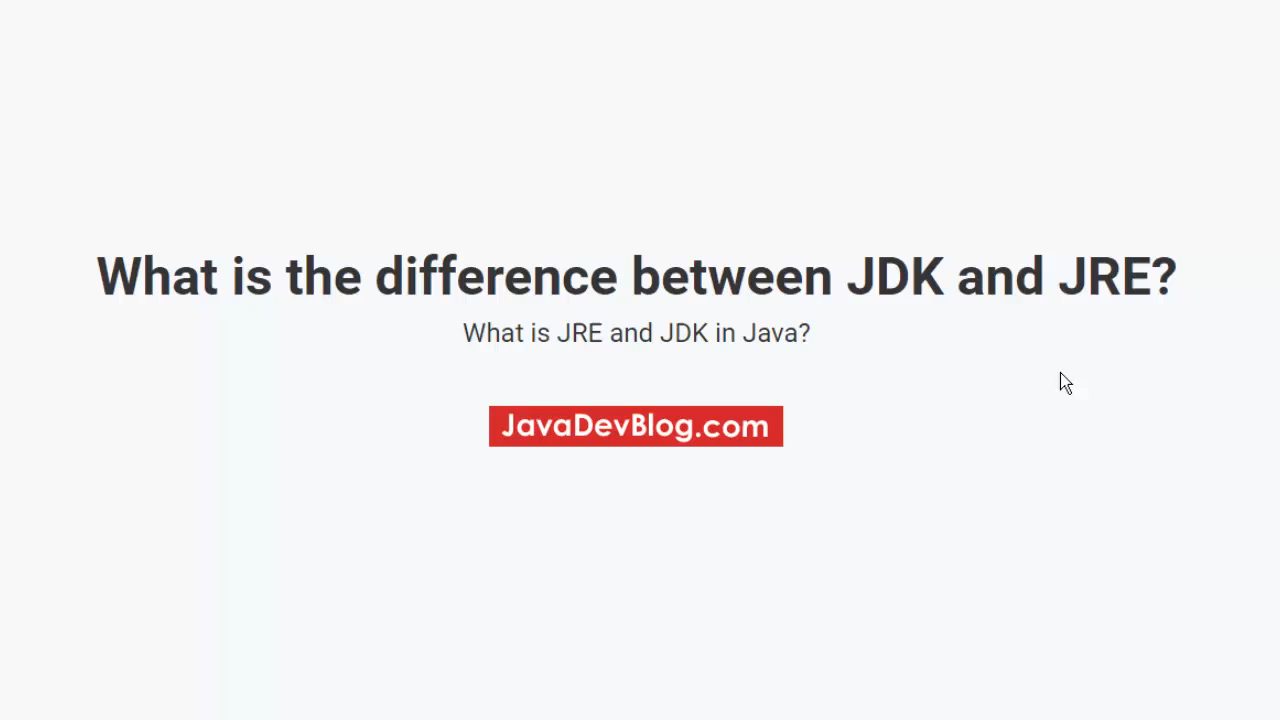 What is the difference between JDK and JRE?
What is JRE and JDK in Java?
JavaDevBlog.com